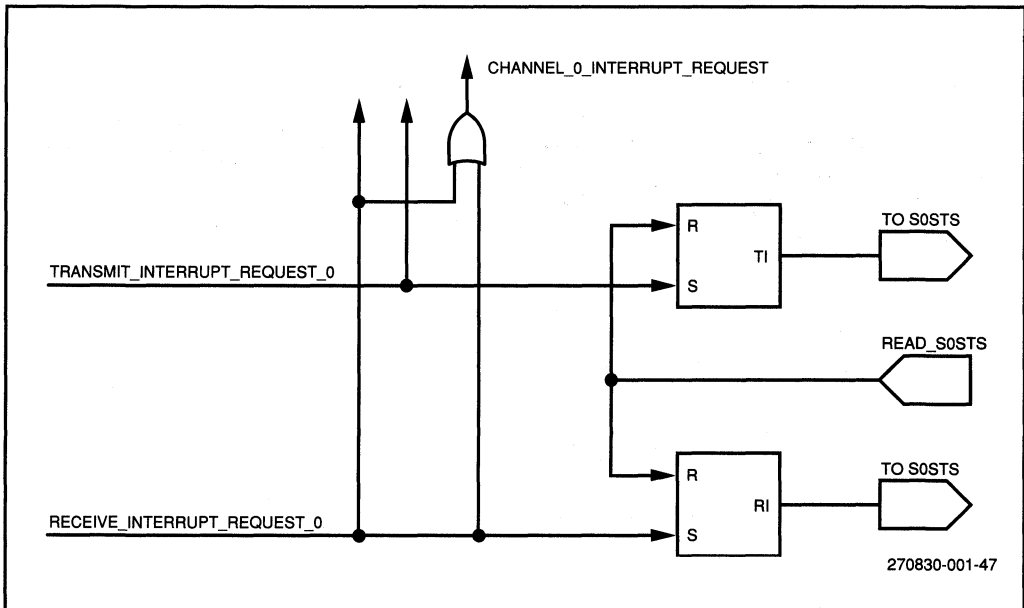 CHANNEL_0_INTERRUPT_REQUEST
R
TI
TO S0STS
TRANSMIT_INTERRUPT_REQUEST_0
S
READ_S0STS
R
RI
TO S0STS
RECEIVE_INTERRUPT_REQUEST_0
S
270830-001-47